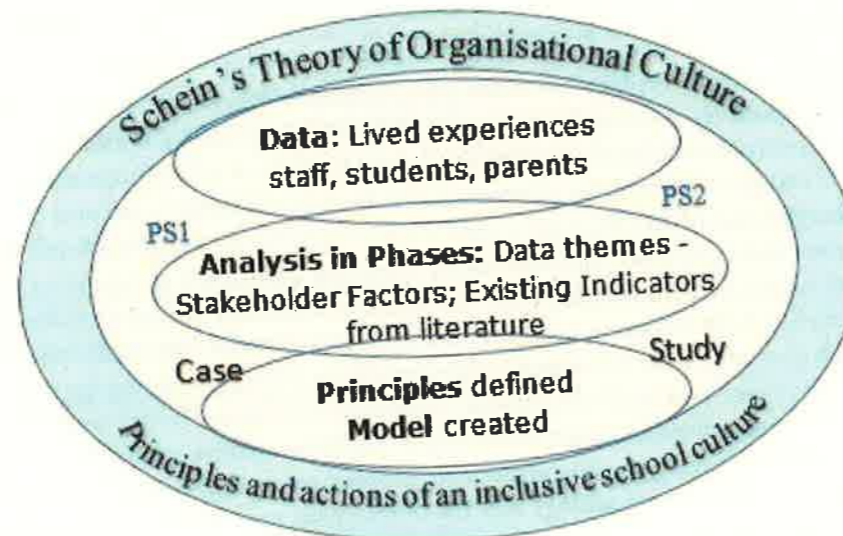 Schein's Theory of Organisational Culture
Data: Lived experiences
staff, students, parents
PS1
PS2
Analysis in Phases: Data themes -
Stakeholder Factors; Existing Indicators
from literature
Case
Study
Principles defined
Model created
Principles and actions of an inclusive school culture